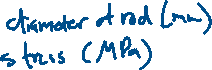 diameter of rod (mm)
stress (MPa)